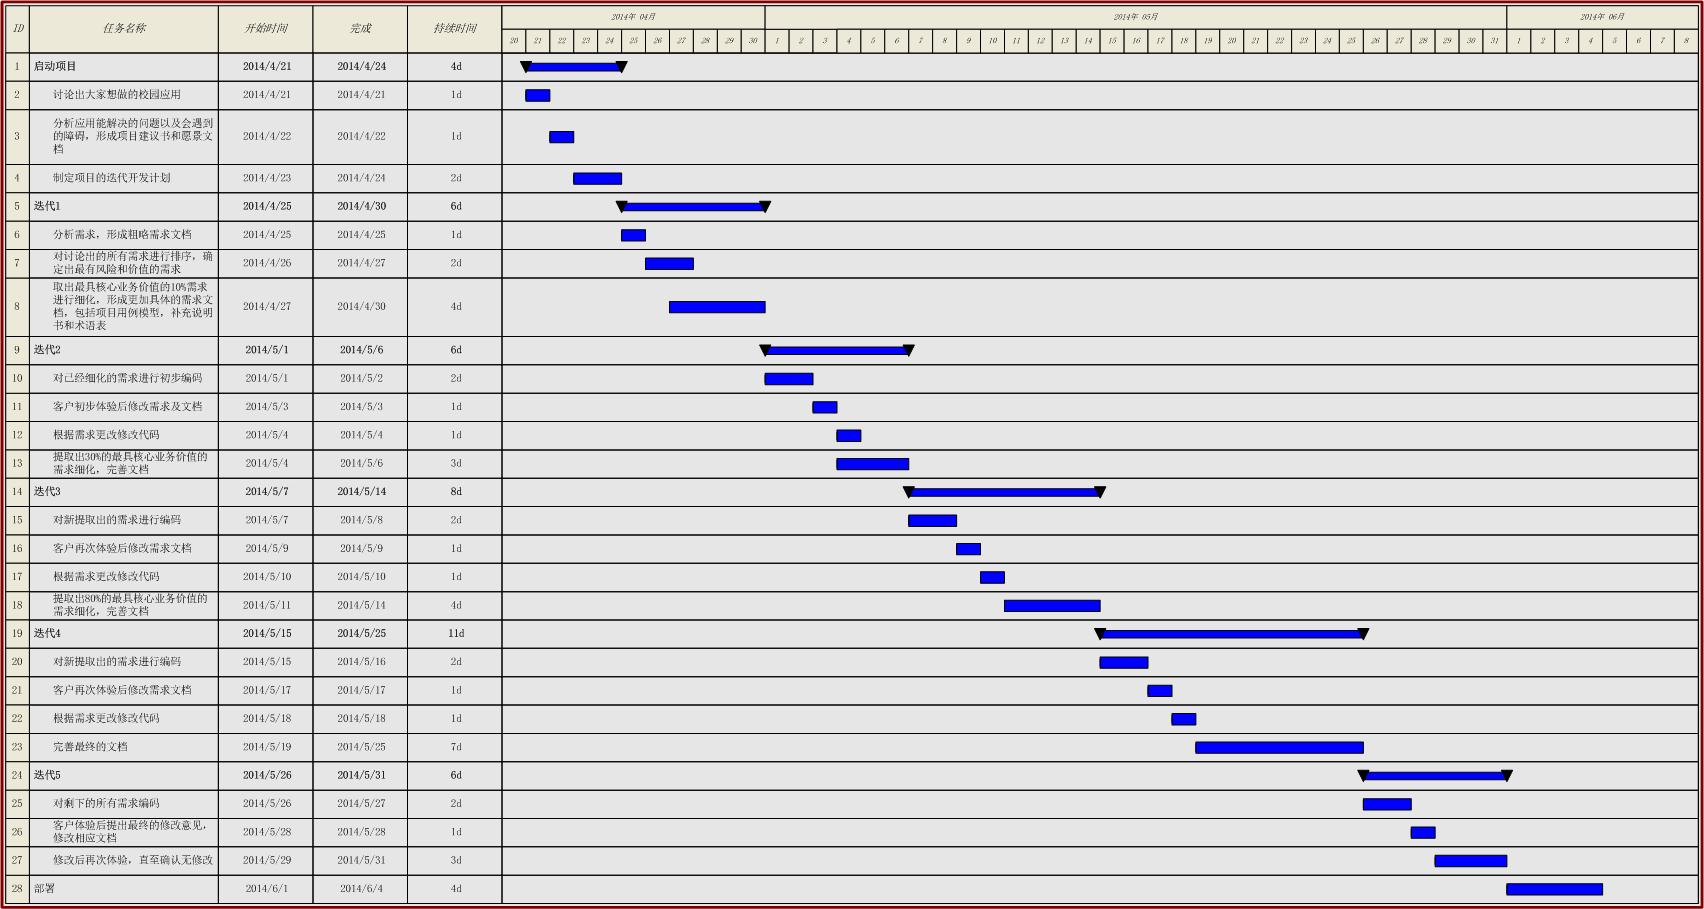 ID 任务名称 开始时间 完成 持续时间 2014年 04月 2014年 05月 2014年 06月
20 21 22 23 24 25 26 27 28 29 30 1 2 3 4 5 6 7 8 9 10 11 12 13 14 15 16 17 18 19 20 21 22 23 24 25 26 27 28 29 30 31 1 2 3 4 5 6 7 8
1 启动项目 2014/4/21 2014/4/24 4d
2 讨论出大家想做的校园应用 2014/4/21 2014/4/21 1d
3 分析应用能解决的问题以及会遇到 2014/4/22 2014/4/22 1d
的障碍，形成项目建议书和愿景文
档
4 制定项目的迭代开发计划 2014/4/23 2014/4/24 2d
5 迭代1 2014/4/25 2014/4/30 6d
6 分析需求，形成粗略需求文档 2014/4/25 2014/4/25 1d
7 对讨论出的所有需求进行排序，确 2014/4/26 2014/4/27 2d
定出最有风险和价值的需求
8 取出最具核心业务价值的10%需求 2014/4/27 2014/4/30 4d
进行细化，形成更加具体的需求文
档，包括项目用例模型，补充说明
书和术语表
9 迭代2 2014/5/1 2014/5/6 6d
10 对已经细化的需求进行初步编码 2014/5/1 2014/5/2 2d
11 客户初步体验后修改需求及文档 2014/5/3 2014/5/3 1d
12 根据需求更改修改代码 2014/5/4 2014/5/4 1d
13 提取出30%的最具核心业务价值的 2014/5/4 2014/5/6 3d
需求细化，完善文档
14 迭代3 2014/5/7 2014/5/14 8d
15 对新提取出的需求进行编码 2014/5/7 2014/5/8 2d
16 客户再次体验后修改需求文档 2014/5/9 2014/5/9 1d
17 根据需求更改修改代码 2014/5/10 2014/5/10 1d
18 提取出80%的最具核心业务价值的 2014/5/11 2014/5/14 4d
需求细化，完善文档
19 迭代4 2014/5/15 2014/5/25 11d
20 对新提取出的需求进行编码 2014/5/15 2014/5/16 2d
21 客户再次体验后修改需求文档 2014/5/17 2014/5/17 1d
22 根据需求更改修改代码 2014/5/18 2014/5/18 1d
23 完善最终的文档 2014/5/19 2014/5/25 7d
24 迭代5 2014/5/26 2014/5/31 6d
25 对剩下的所有需求编码 2014/5/26 2014/5/27 2d
26 客户体验后提出最终的修改意见， 2014/5/28 2014/5/28 1d
修改相应文档
27 修改后再次体验，直至确认无修改 2014/5/29 2014/5/31 3d
28 部署 2014/6/1 2014/6/4 4d